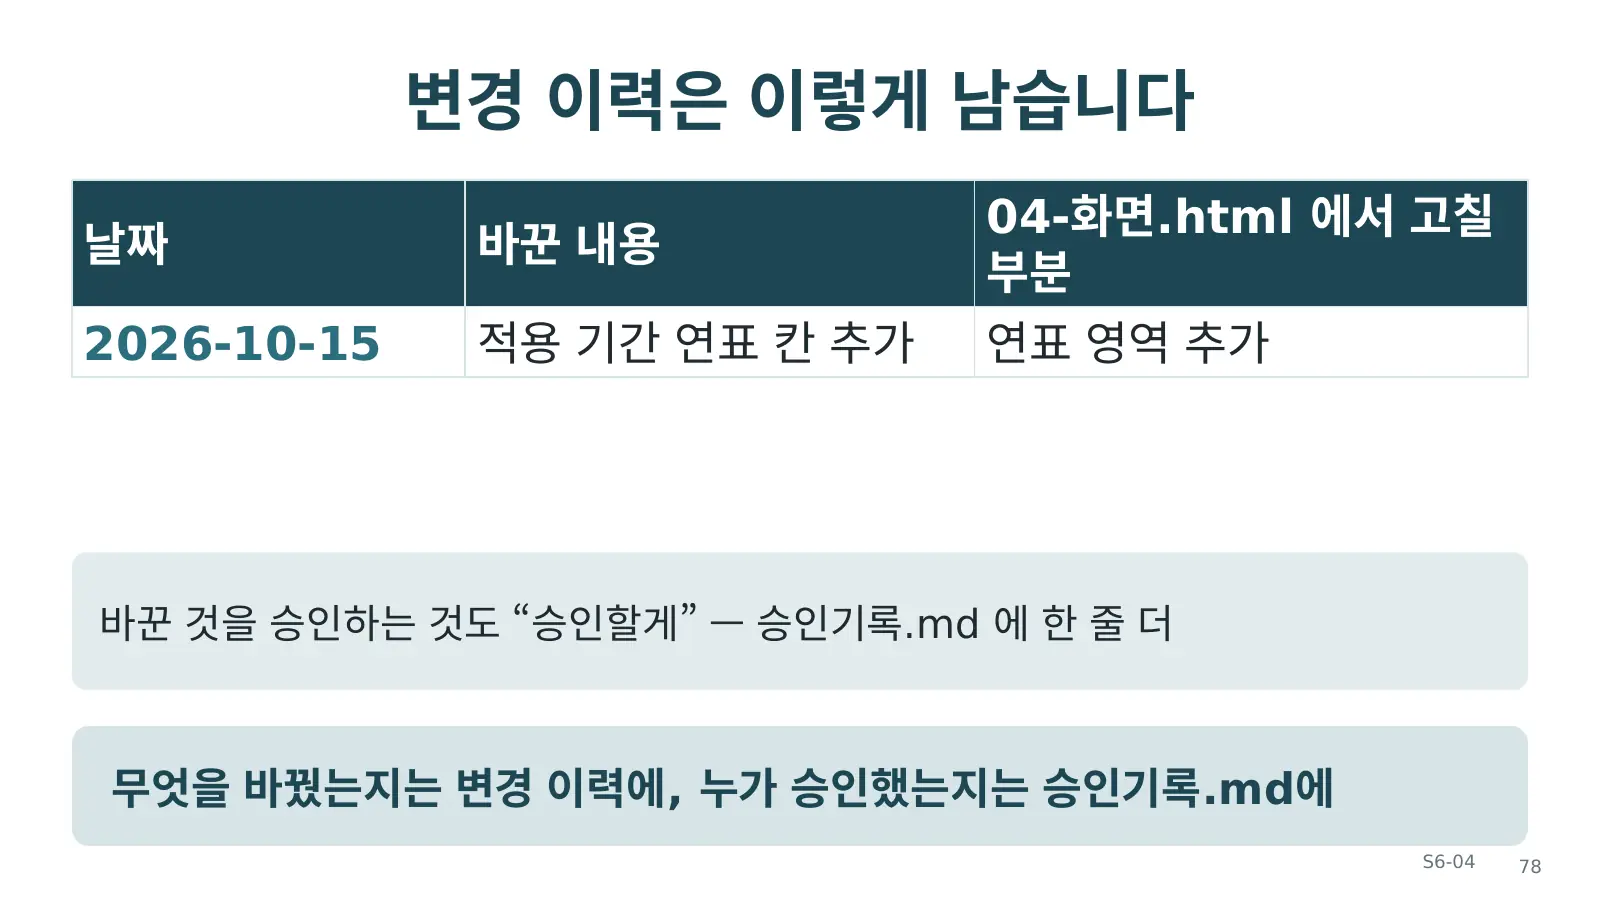 변경 이력은 이렇게 남습니다
날짜
바꾼 내용
04-화면.html 에서 고칠
부분
2026-10-15
적용 기간 연표 칸 추가
연표 영역 추가
바꾼 것을 승인하는 것도 “승인할게” — 승인기록.md 에 한 줄 더
무엇을 바꿨는지는 변경 이력에, 누가 승인했는지는 승인기록.md에
S6-04
78